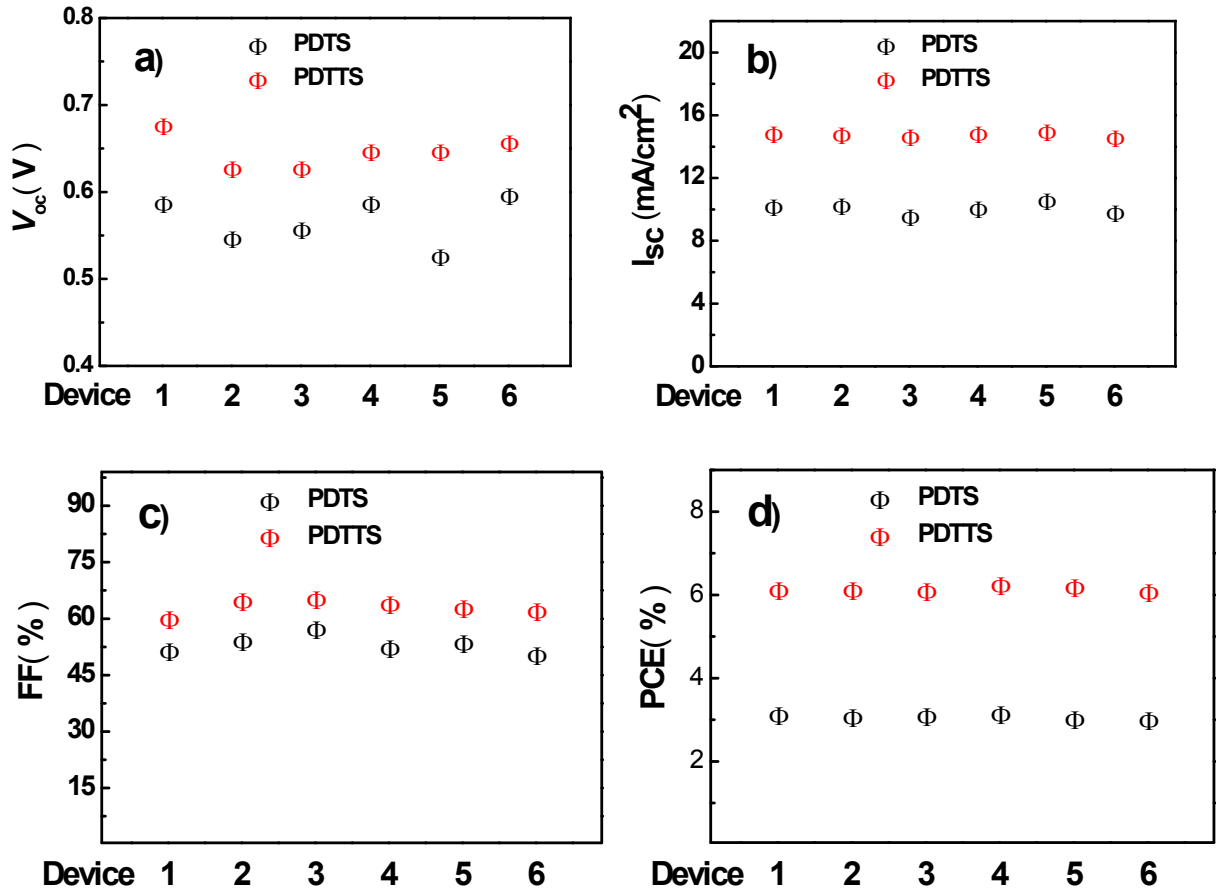 a)
Φ PDTS
Φ PDTTS
V_oc( V )
0.8
0.7
0.6
0.5
0.4
Device 1 2 3 4 5 6
b)
Φ PDTS
Φ PDTTS
I_SC (mA/cm²)
20
16
12
8
4
0
Device 1 2 3 4 5 6
c)
Φ PDTS
Φ PDTTS
FF( % )
90
75
60
45
30
15
Device 1 2 3 4 5 6
d)
Φ PDTS
Φ PDTTS
PCE( % )
8
6
4
2
Device 1 2 3 4 5 6